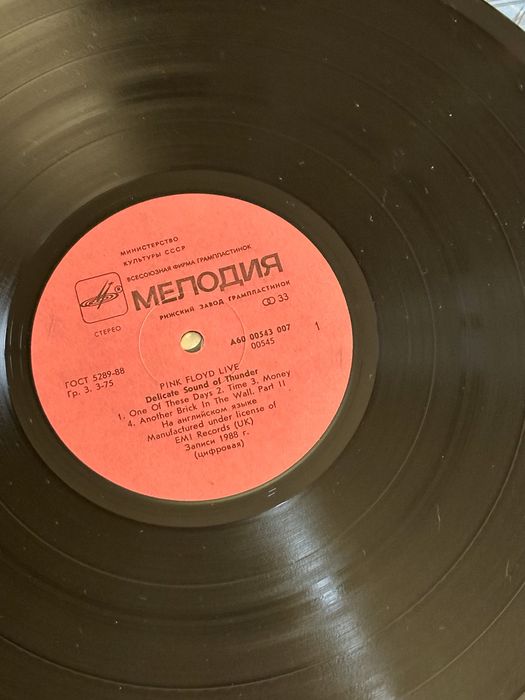 МИНИСТЕРСТВО
КУЛЬТУРЫ СССР
ВСЕСОЮЗНАЯ ФИРМА ГРАМПЛАСТИНОК
МЕЛОДИЯ
РИЖСКИЙ ЗАВОД ГРАМПЛАСТИНОК
33
СТЕРЕО
А60 00543 007
00545
1
ГОСТ 5289-88
Гр. 3. 3-75
PINK FLOYD LIVE
Delicate Sound of Thunder
1. One Of These Days 2. Time 3. Money
4. Another Brick In The Wall. Part II
На английском языке
Manufactured under license of
EMI Records (UK)
Записи 1988 г.
(цифровая)